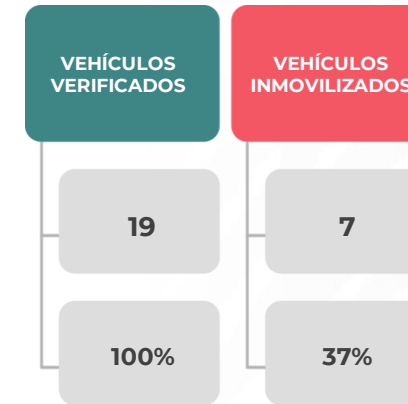 VEHÍCULOS
VERIFICADOS
19
100%
VEHÍCULOS
INMOVILIZADOS
7
37%